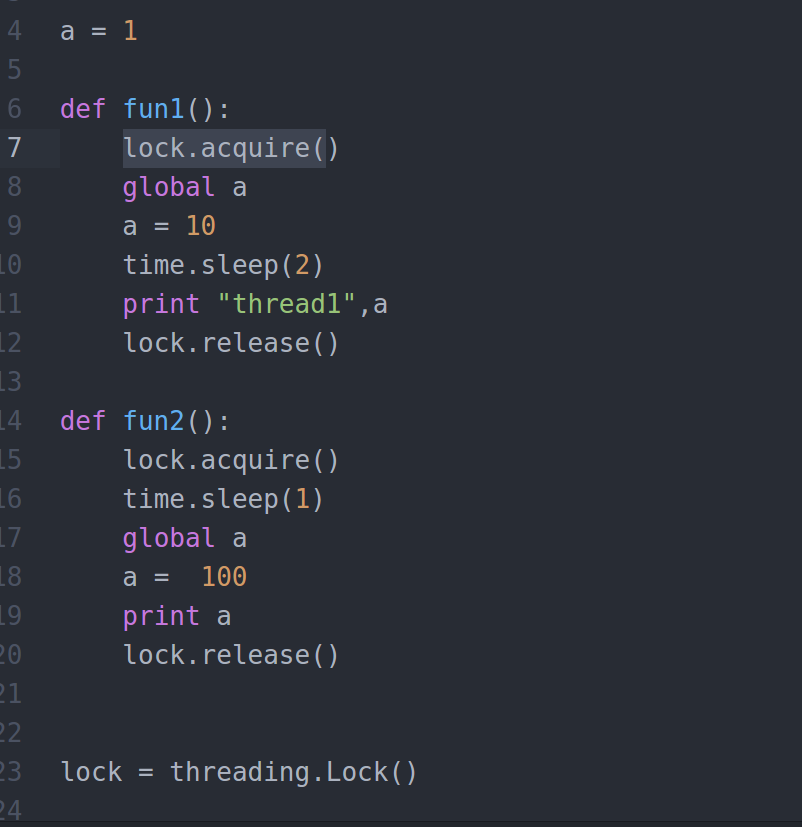 4 a = 1
5
6 def fun1():
7     lock.acquire()
8     global a
9     a = 10
10     time.sleep(2)
11     print "thread1",a
12     lock.release()
13
14 def fun2():
15     lock.acquire()
16     time.sleep(1)
17     global a
18     a =  100
19     print a
20     lock.release()
21
22
23 lock = threading.Lock()
24